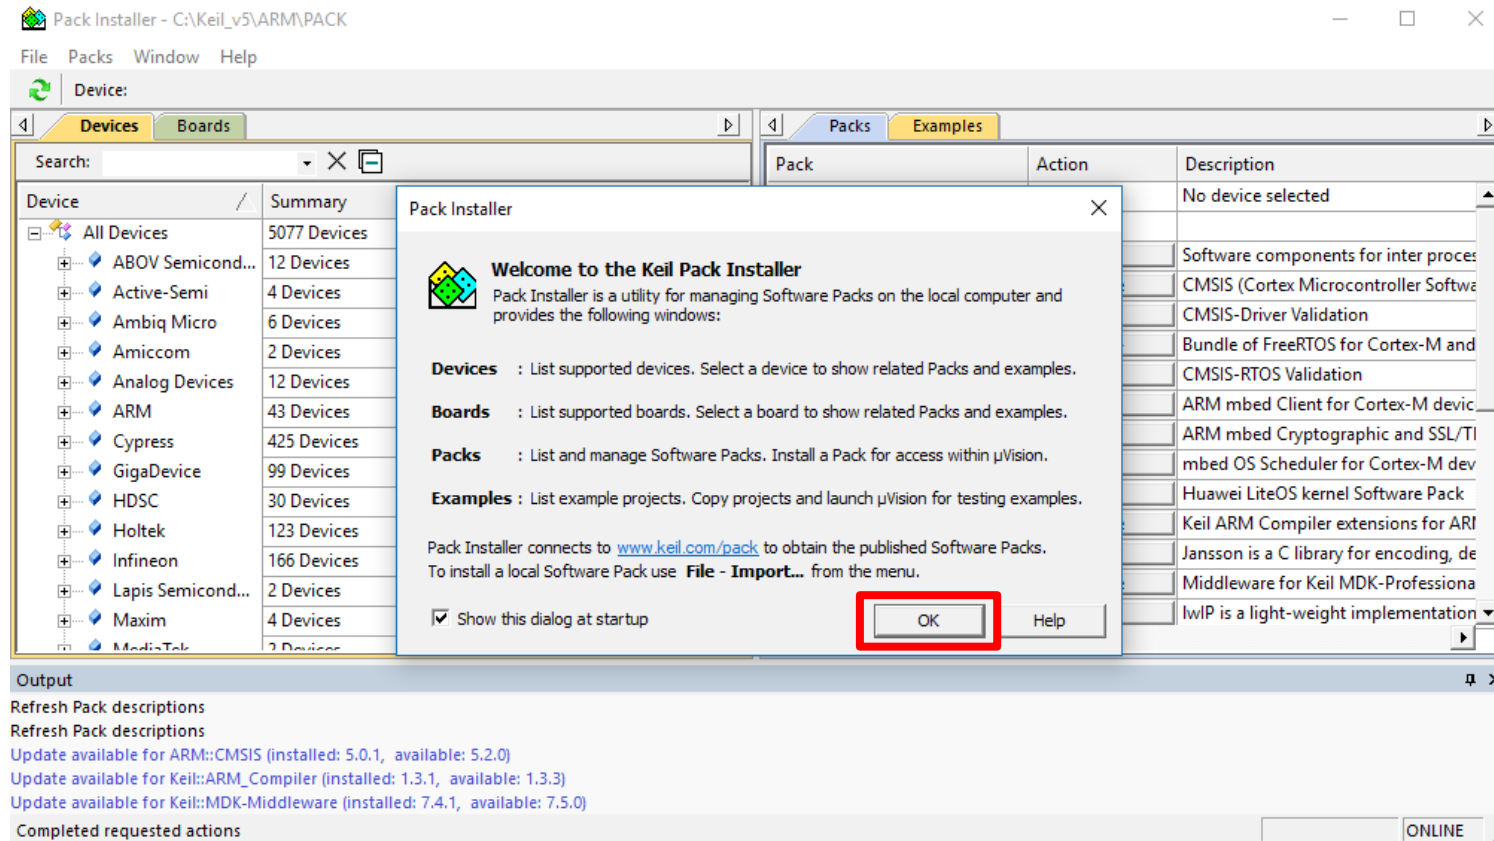 Pack Installer - C:\Keil_v5\ARM\PACK
File Packs Window Help
Device:
Devices Boards
Packs Examples
Search:
Pack Action Description
Device Summary
No device selected
All Devices 5077 Devices
ABOV Semicond... 12 Devices
Software components for inter proces
Active-Semi 4 Devices
CMSIS (Cortex Microcontroller Softwa
Ambiq Micro 6 Devices
CMSIS-Driver Validation
Amiccom 2 Devices
Bundle of FreeRTOS for Cortex-M and
Analog Devices 12 Devices
CMSIS-RTOS Validation
ARM 43 Devices
ARM mbed Client for Cortex-M devic
Cypress 425 Devices
ARM mbed Cryptographic and SSL/TI
GigaDevice 99 Devices
mbed OS Scheduler for Cortex-M dev
HDSC 30 Devices
Huawei LiteOS kernel Software Pack
Holtek 123 Devices
Keil ARM Compiler extensions for ARI
Infineon 166 Devices
Jansson is a C library for encoding, de
Lapis Semicond... 2 Devices
Middleware for Keil MDK-Professiona
Maxim 4 Devices
lwIP is a light-weight implementation
MediaTek 2 Devices
Pack Installer
Welcome to the Keil Pack Installer
Pack Installer is a utility for managing Software Packs on the local computer and
provides the following windows:
Devices : List supported devices. Select a device to show related Packs and examples.
Boards : List supported boards. Select a board to show related Packs and examples.
Packs : List and manage Software Packs. Install a Pack for access within µVision.
Examples : List example projects. Copy projects and launch µVision for testing examples.
Pack Installer connects to www.keil.com/pack to obtain the published Software Packs.
To install a local Software Pack use File - Import... from the menu.
Show this dialog at startup
OK Help
Output
Refresh Pack descriptions
Refresh Pack descriptions
Update available for ARM::CMSIS (installed: 5.0.1, available: 5.2.0)
Update available for Keil::ARM_Compiler (installed: 1.3.1, available: 1.3.3)
Update available for Keil::MDK-Middleware (installed: 7.4.1, available: 7.5.0)
Completed requested actions
ONLINE